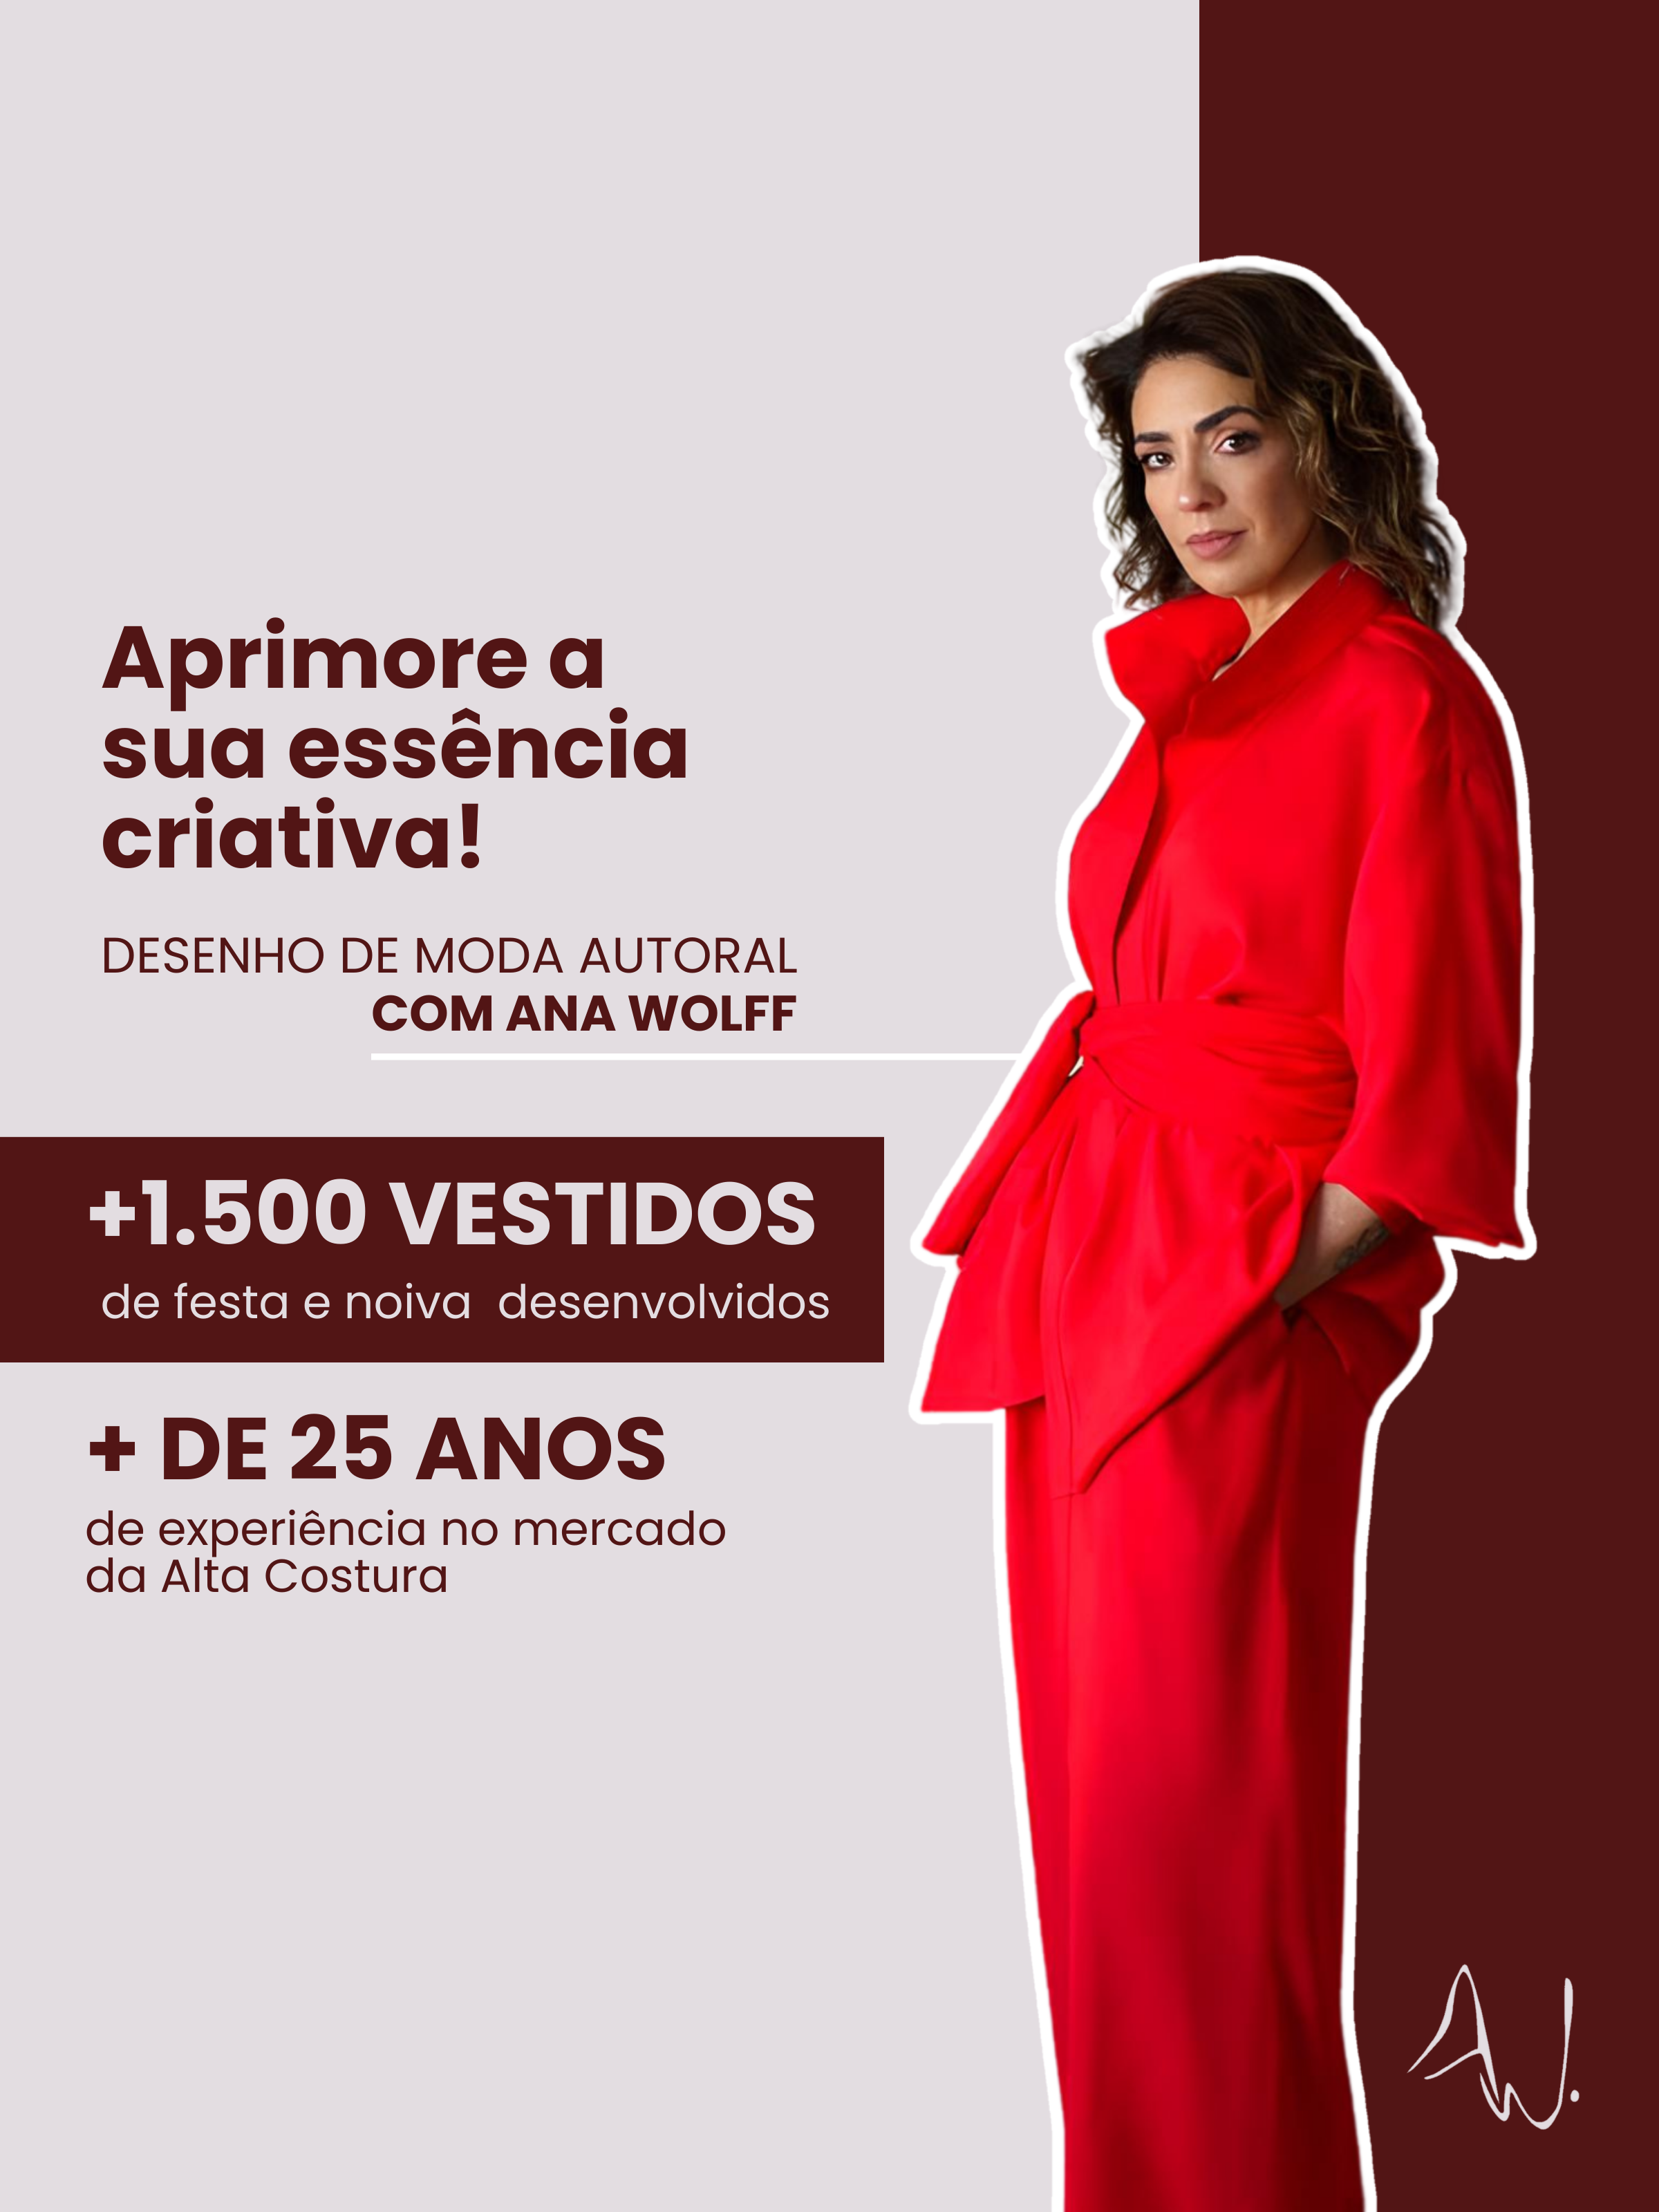 Aprimore a
sua essência
criativa!
DESENHO DE MODA AUTORAL
COM ANA WOLFF
+1.500 VESTIDOS
de festa e noiva desenvolvidos
+ DE 25 ANOS
de experiência no mercado
da Alta Costura
AW.